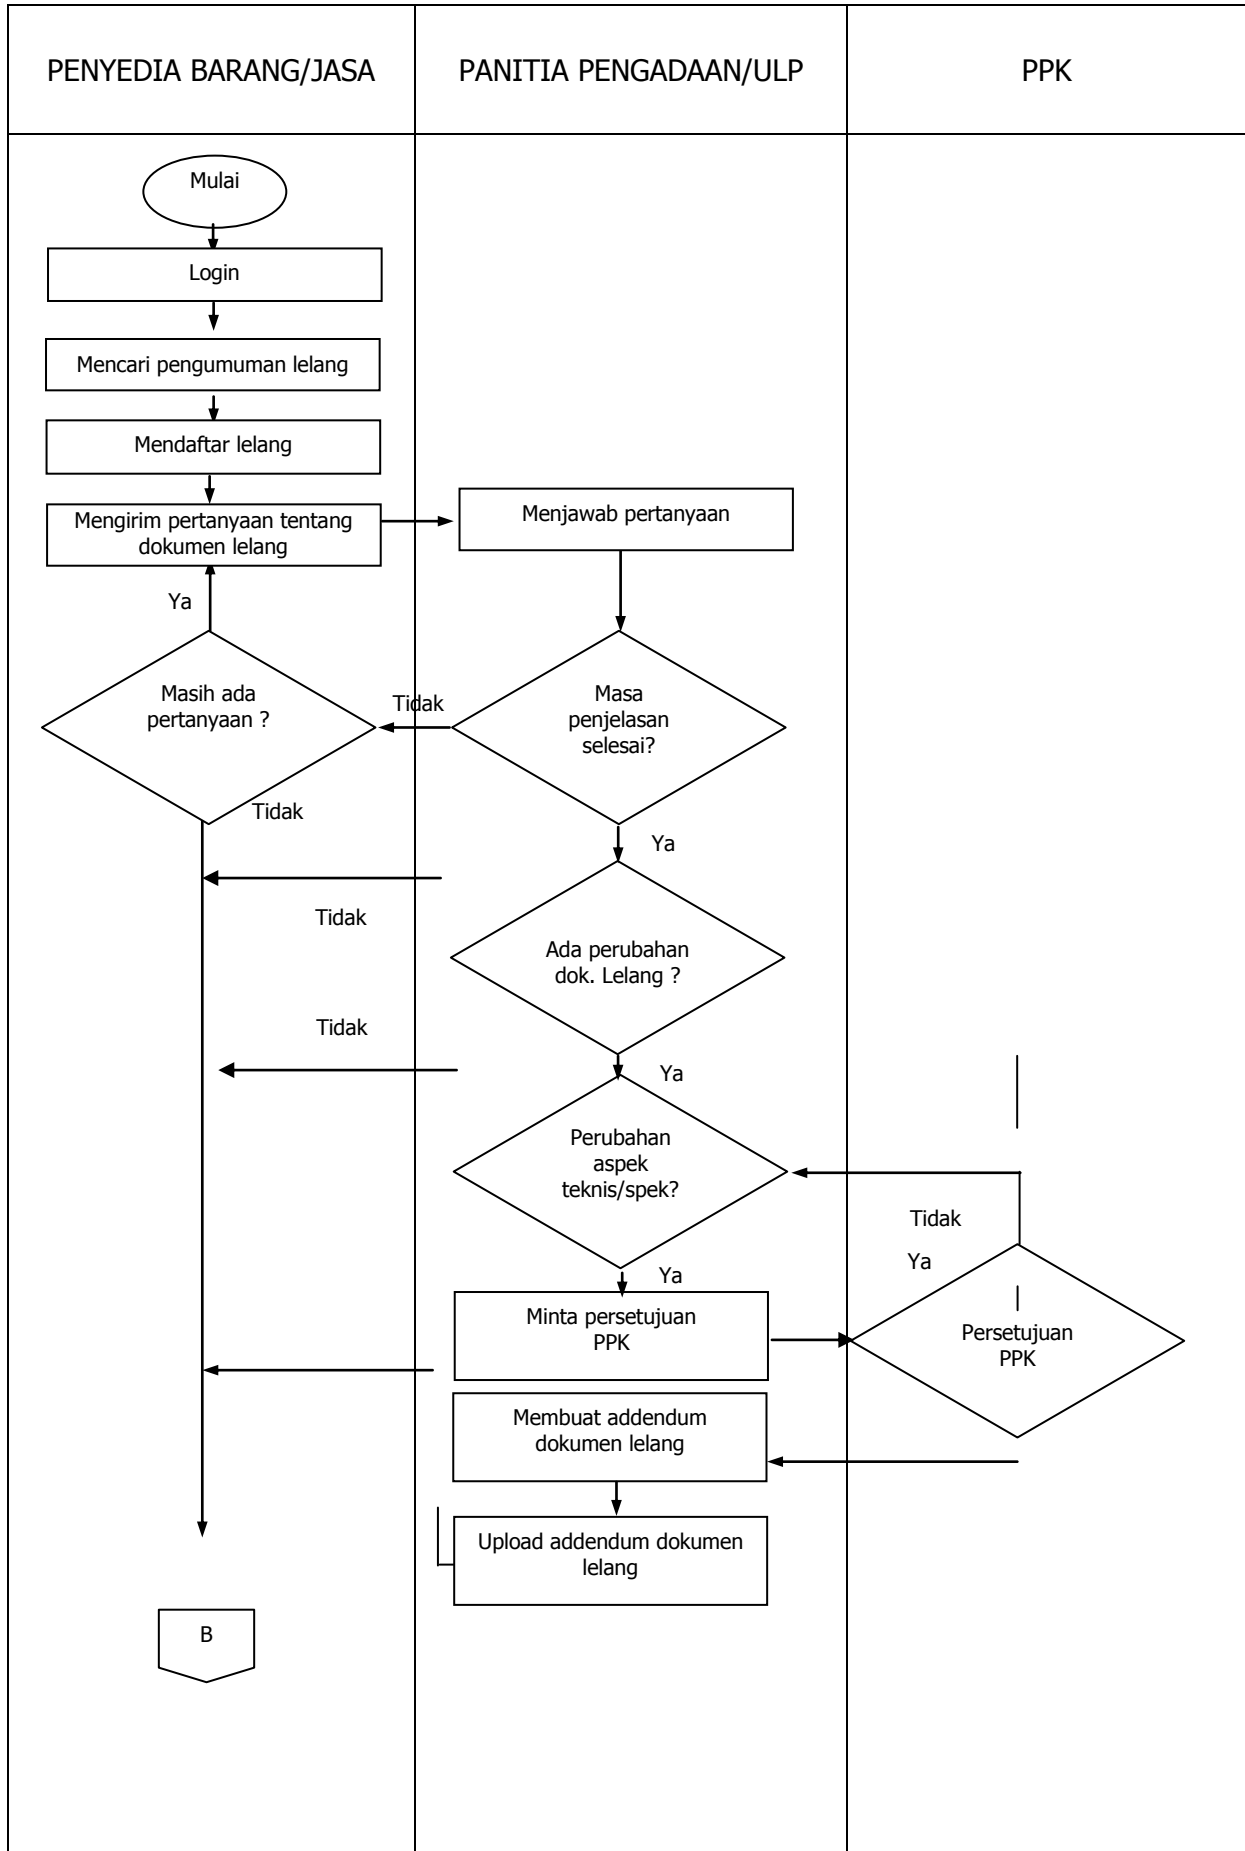 PENYEDIA BARANG/JASA
PANITIA PENGADAAN/ULP
PPK
Mulai
Login
Mencari pengumuman lelang
Mendaftar lelang
Mengirim pertanyaan tentang
dokumen lelang
Menjawab pertanyaan
Ya
Masih ada
pertanyaan ?
Tidak
Masa
penjelasan
selesai?
Tidak
Ya
Tidak
Ada perubahan
dok. Lelang ?
Tidak
Ya
Perubahan
aspek
teknis/spek?
Tidak
Ya
Ya
Minta persetujuan
PPK
Persetujuan
PPK
Membuat addendum
dokumen lelang
Upload addendum dokumen
lelang
B